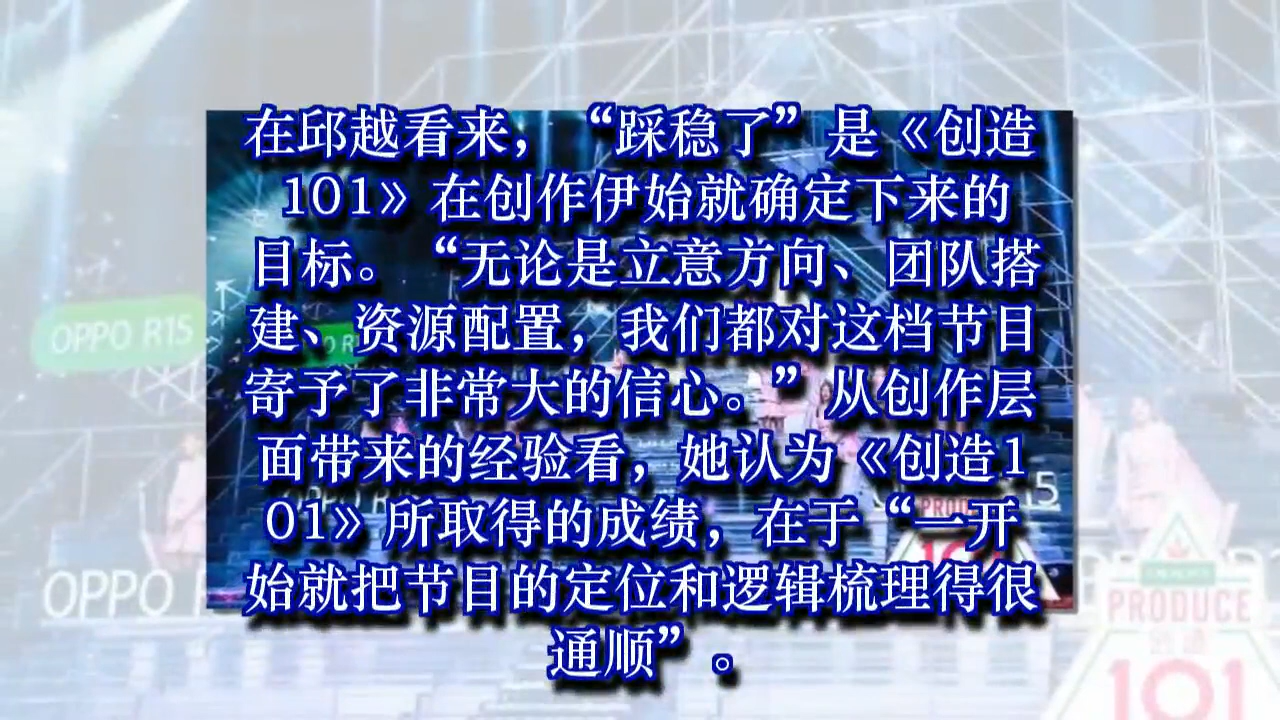 在邱越看来，“踩稳了”是《创造
101》在创作伊始就确定下来的
目标。“无论是立意方向、团队搭
建、资源配置，我们都对这档节目
寄予了非常大的信心。”从创作层
面带来的经验看，她认为《创造1
01》所取得的成绩，在于“一开
始就把节目的定位和逻辑梳理得很
通顺”。
OPPO R15
OPPO R
PRODUCE
101